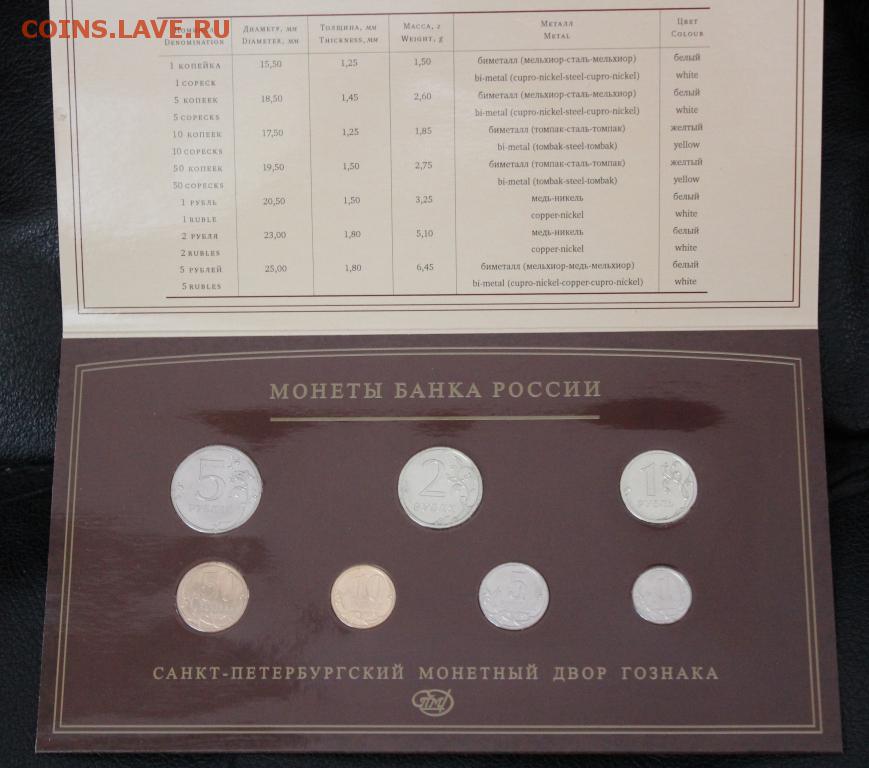 COINS.LAVE.RU
Диаметр, мм Толщина, мм Масса, г Металл Цвет
Denomination Diameter, мм Thickness, мм Weight, g Metal Colour
1 копейка 15,50 1,25 1,50 биметалл (мельхиор-сталь-мельхиор) белый
1 copeck bi-metal (cupro-nickel-steel-cupro-nickel) white
5 копеек 18,50 1,45 2,60 биметалл (мельхиор-сталь-мельхиор) белый
5 copecks bi-metal (cupro-nickel-steel-cupro-nickel) white
10 копеек 17,50 1,25 1,85 биметалл (томпак-сталь-томпак) желтый
10 copecks bi-metal (tombak-steel-tombak) yellow
50 копеек 19,50 1,50 2,75 биметалл (томпак-сталь-томпак) желтый
50 copecks bi-metal (tombak-steel-tombak) yellow
1 рубль 20,50 1,50 3,25 медь-никель белый
1 ruble copper-nickel white
2 рубля 23,00 1,80 5,10 медь-никель белый
2 rubles copper-nickel white
5 рублей 25,00 1,80 6,45 биметалл (мельхиор-медь-мельхиор) белый
5 rubles bi-metal (cupro-nickel-copper-cupro-nickel) white
МОНЕТЫ БАНКА РОССИИ
5 2 1
РУБЛЕЙ РУБЛЯ РУБЛЬ
50 10 5 1
САНКТ-ПЕТЕРБУРГСКИЙ МОНЕТНЫЙ ДВОР ГОЗНАКА